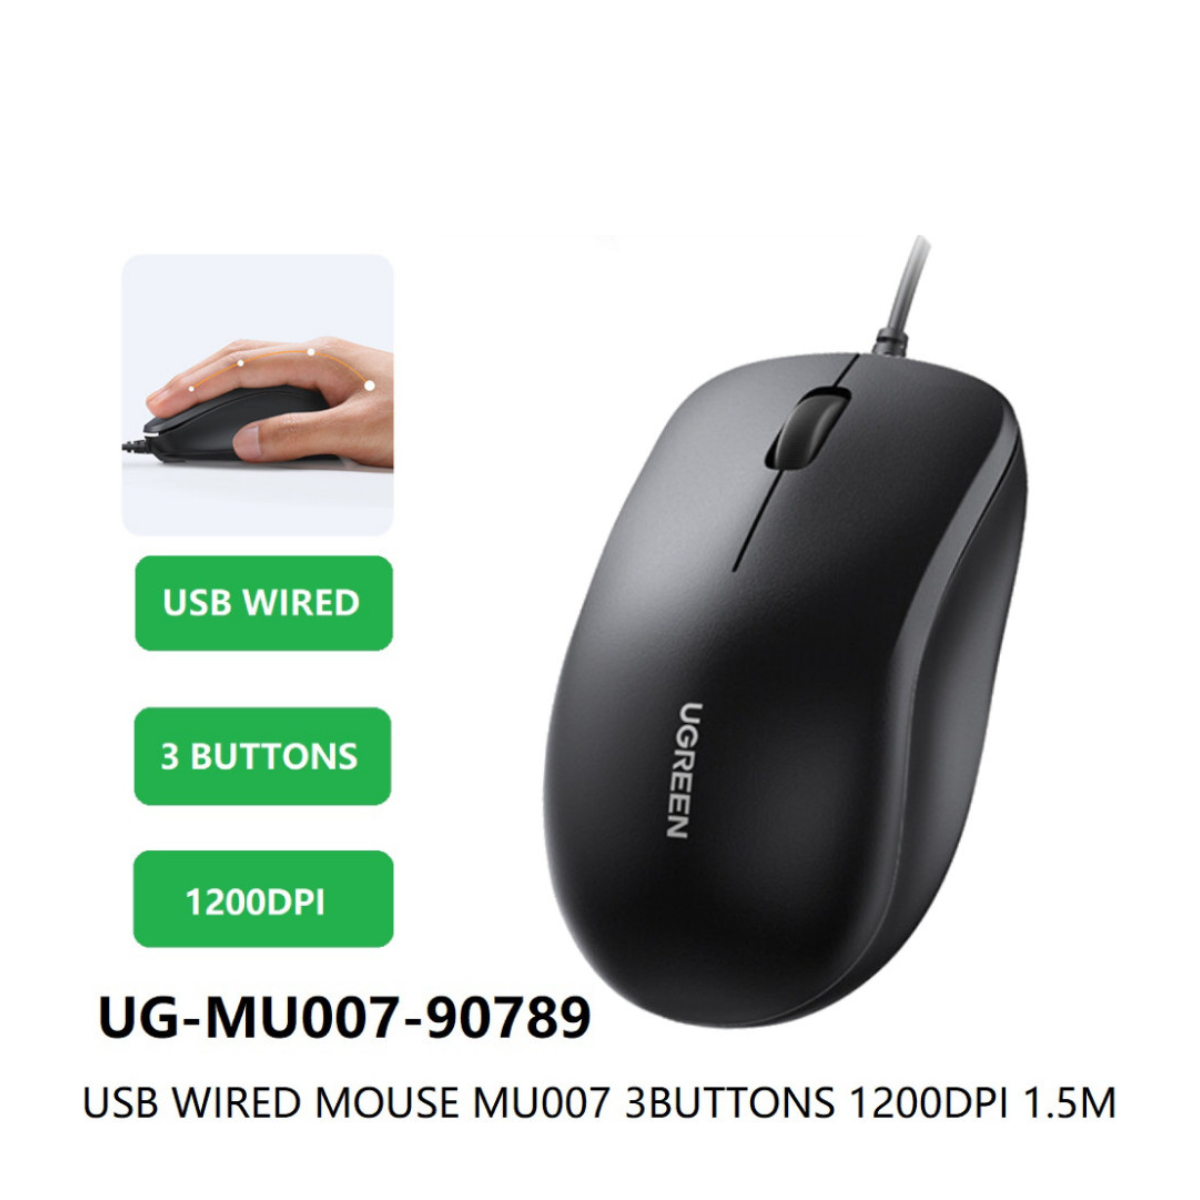 USB WIRED
3 BUTTONS
1200DPI
UGREEN
UG-MU007-90789
USB WIRED MOUSE MU007 3BUTTONS 1200DPI 1.5M